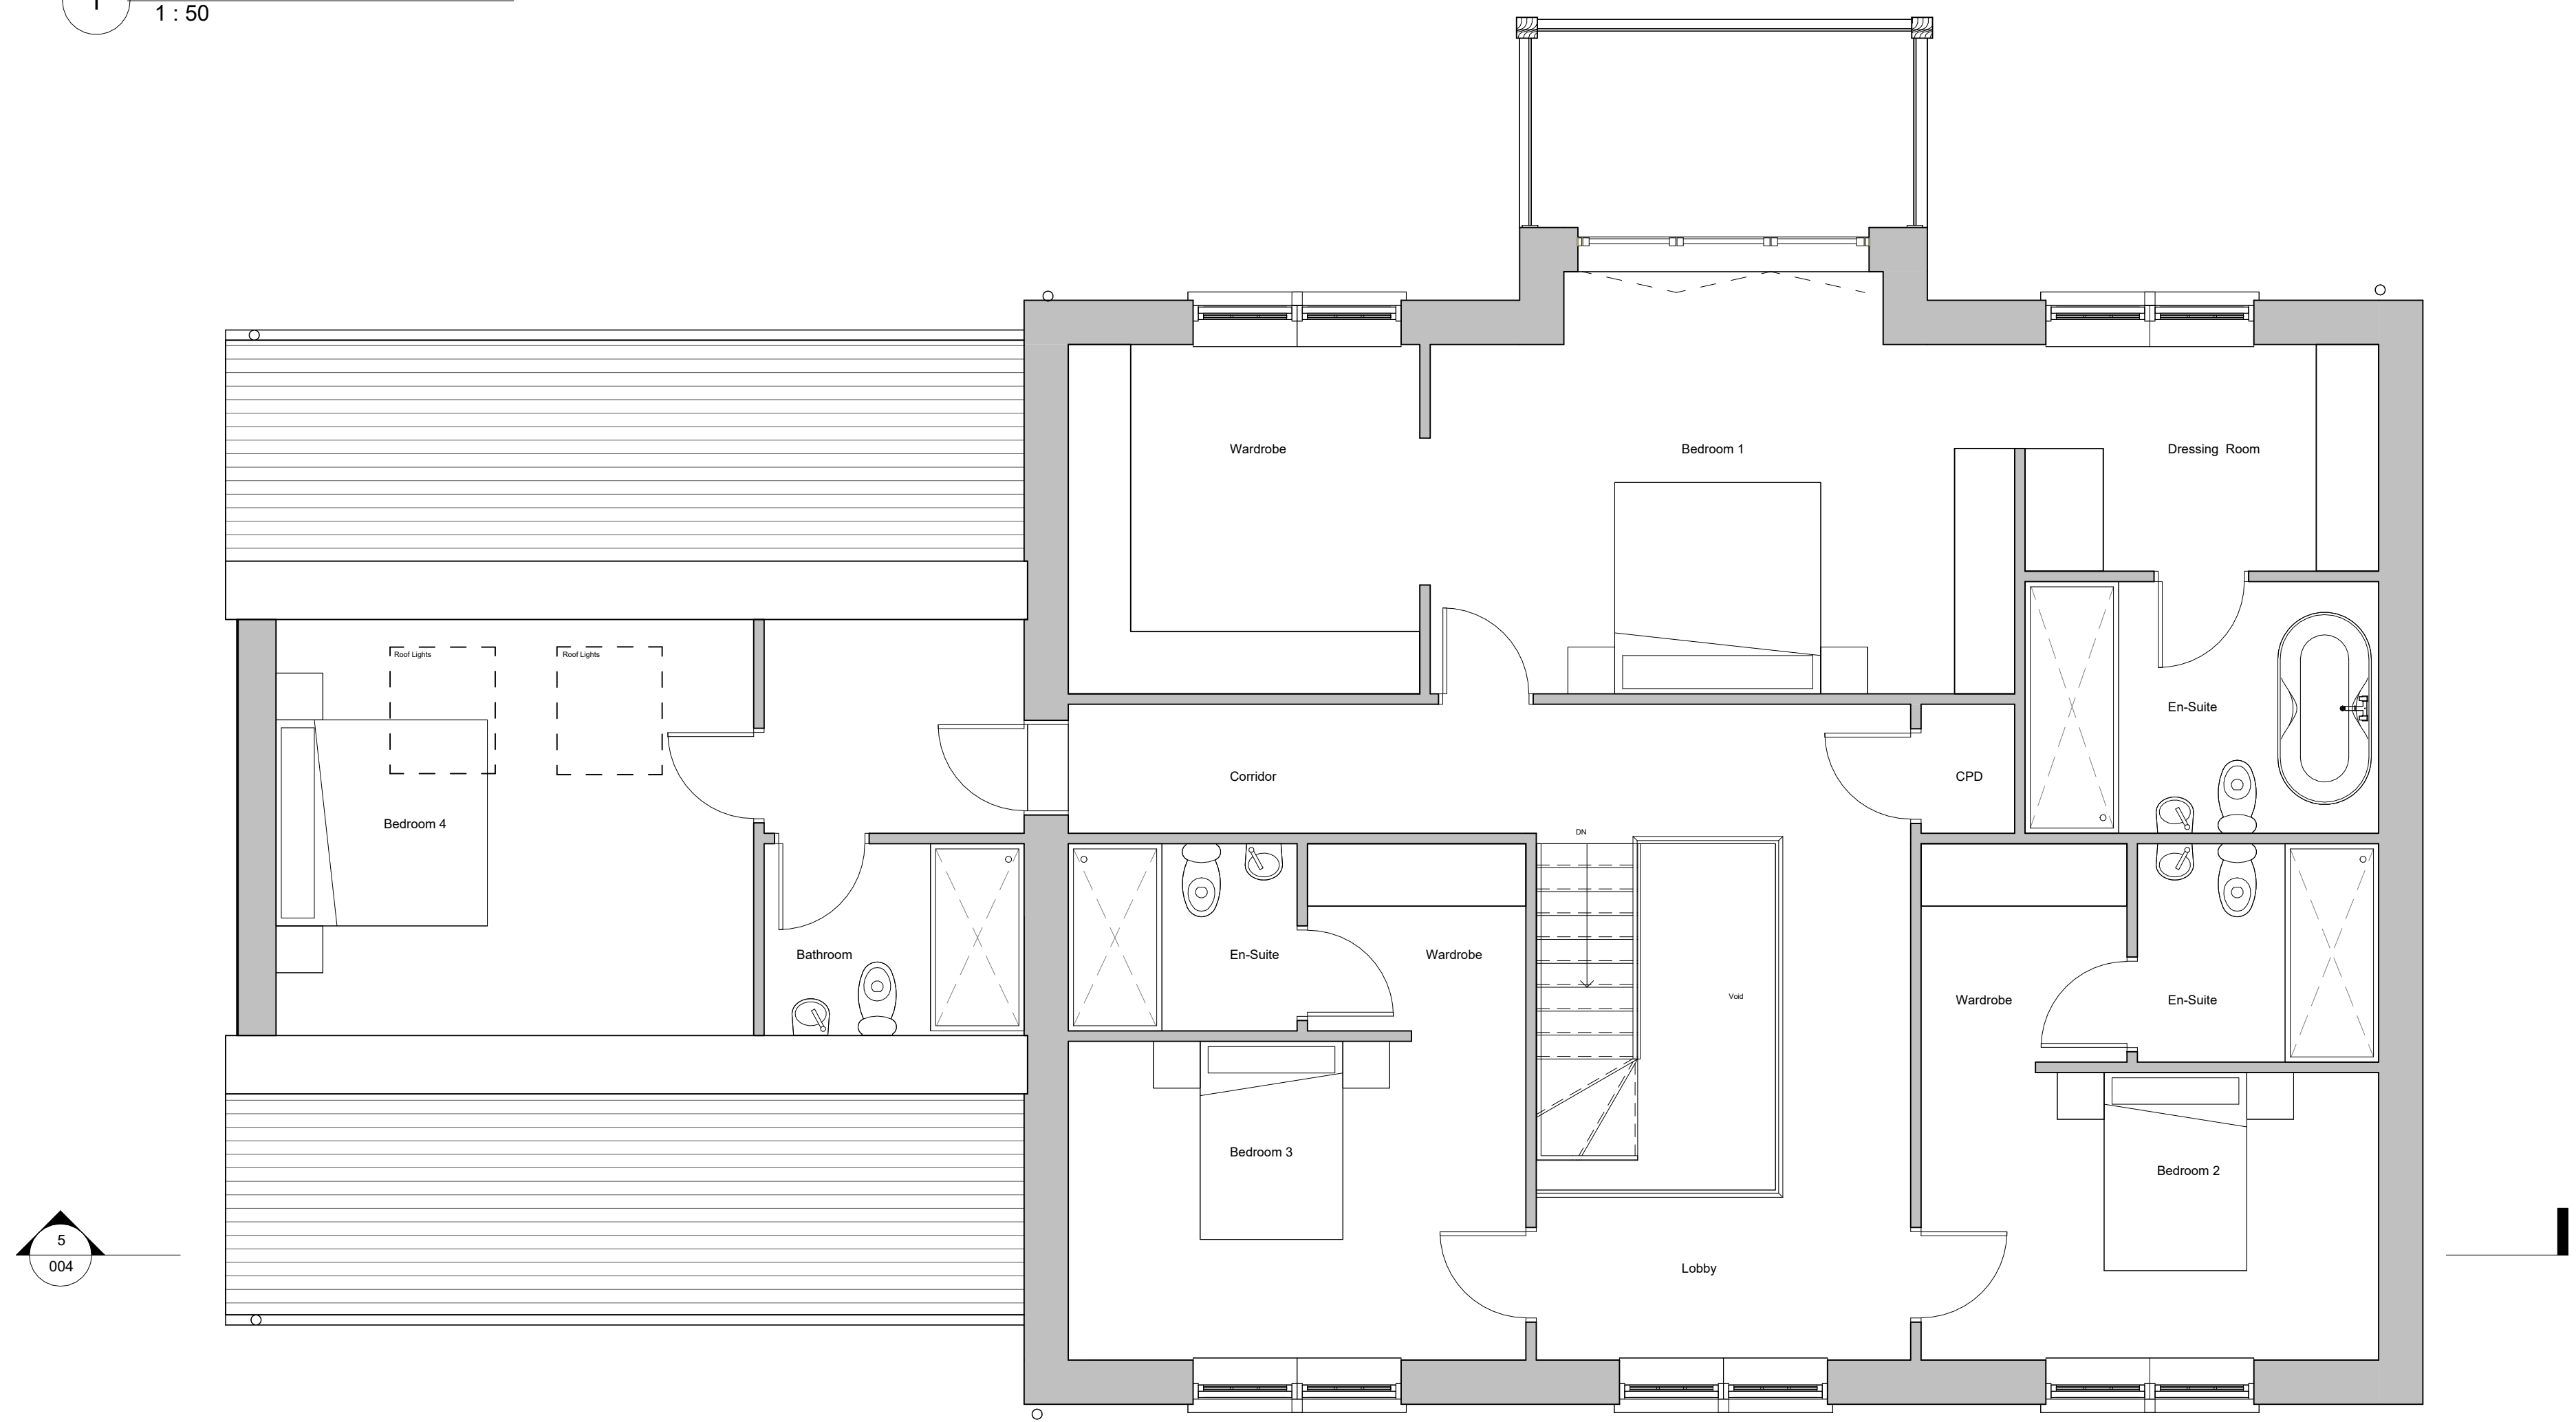 1
1 : 50
Wardrobe
Bedroom 1
Dressing Room
Roof Lights
Roof Lights
En-Suite
Corridor
CPD
Bedroom 4
DN
Bathroom
En-Suite
Wardrobe
Void
Wardrobe
En-Suite
Bedroom 3
Bedroom 2
5
004
Lobby